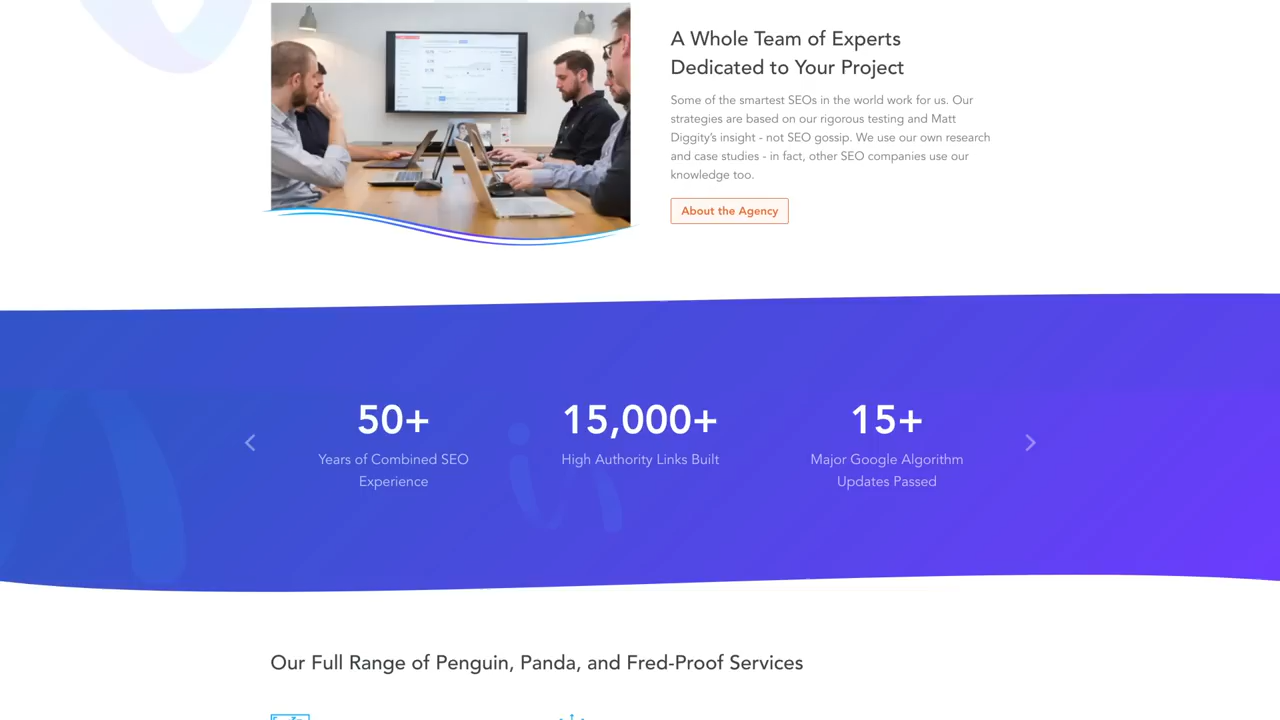 A Whole Team of Experts
Dedicated to Your Project
Some of the smartest SEOs in the world work for us. Our
strategies are based on our rigorous testing and Matt
Diggity's insight - not SEO gossip. We use our own research
and case studies - in fact, other SEO companies use our
knowledge too.
About the Agency
50+
Years of Combined SEO
Experience
15,000+
High Authority Links Built
15+
Major Google Algorithm
Updates Passed
Our Full Range of Penguin, Panda, and Fred-Proof Services